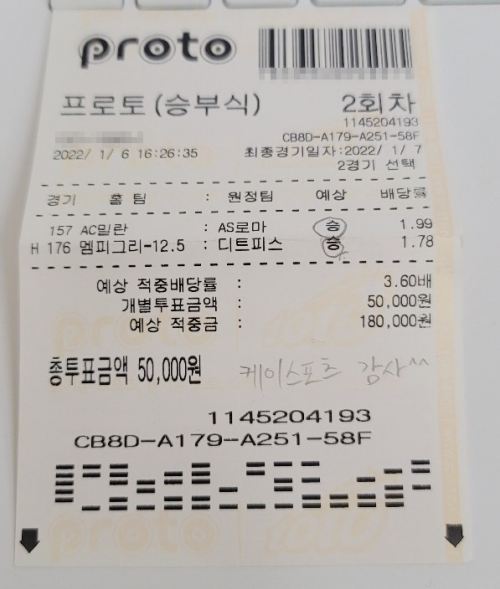 proto
프로토(승부식) 2회차
1145204193
CB8D-A179-A251-58F
2022/ 1/ 6 16:26:35 최종경기일자:2022/ 1/ 7
2경기 선택
경기 홈 팀 : 원정팀 예상 배당률
157 AC밀란 : AS로마 승 1.99
H 176 멤피그리-12.5 : 디트피스 승 1.78
예상 적중배당률 : 3.60배
개별투표금액 : 50,000원
예상 적중금 : 180,000원
총투표금액 50,000원 케이스포츠 감사^^
1145204193
CB8D-A179-A251-58F